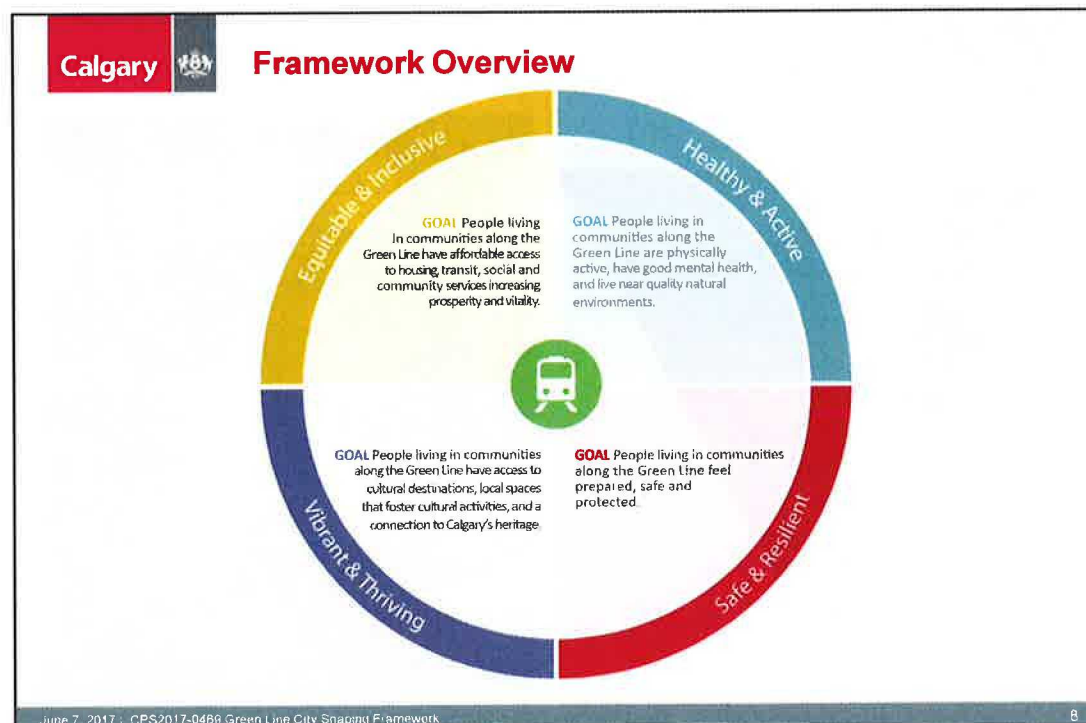 Calgary
Framework Overview
Equitable & Inclusive
GOAL People living
In communities along the
Green Line have affordable access
to housing, transit, social and
community services increasing
prosperity and vitality.
Healthy & Active
GOAL People living in
communities along the
Green Line are physically
active, have good mental health,
and live near quality natural
environments.
Vibrant & Thriving
GOAL People living in communities
along the Green Line have access to
cultural destinations, local spaces
that foster cultural activities, and a
connection to Calgary's heritage.
Safe & Resilient
GOAL People living in communities
along the Green Line feel
prepared, safe and
protected.
June 7, 2017 : CPS2017-0469 Green Line City Shaping Framework
8